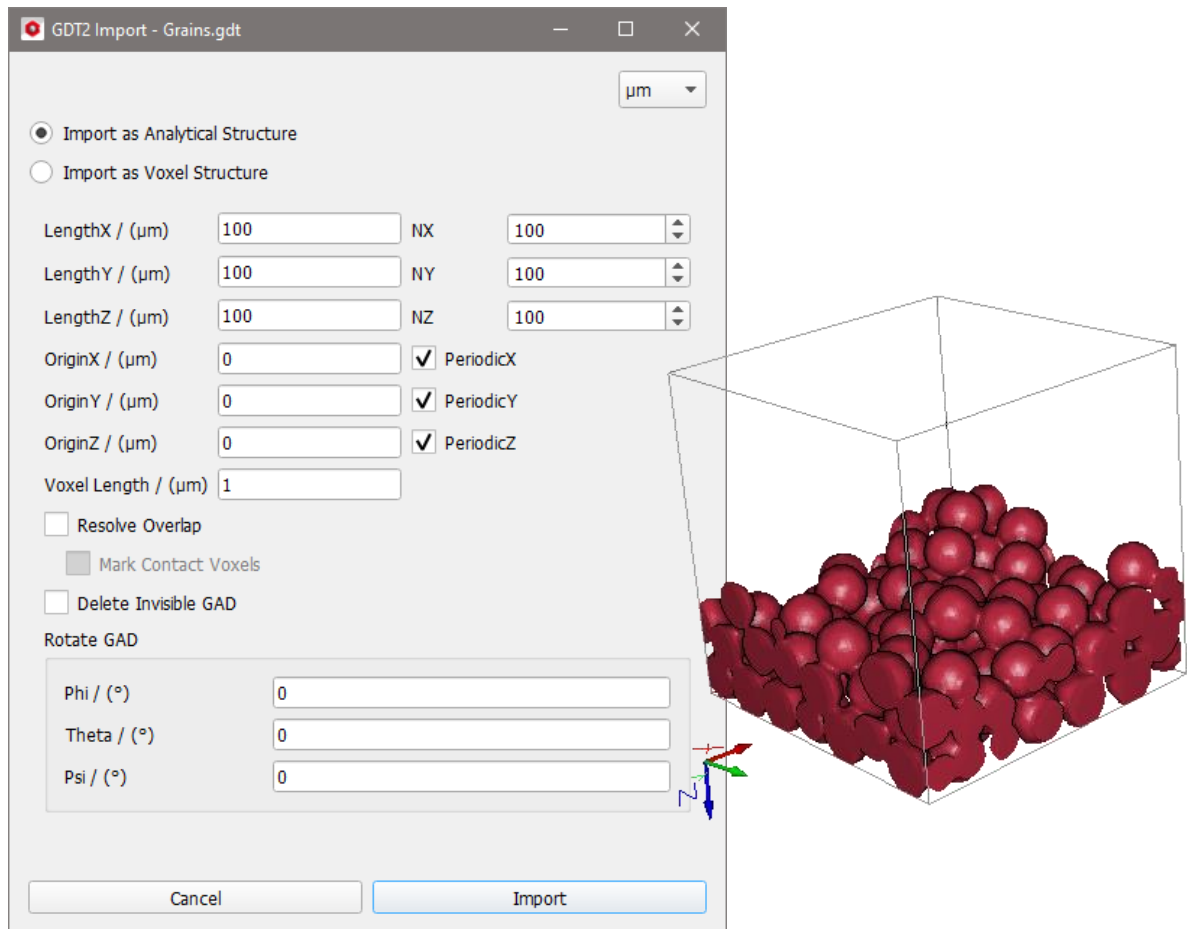 GDT2 Import - Grains.gdt
µm
Import as Analytical Structure
Import as Voxel Structure
LengthX / (µm) 100 NX 100
LengthY / (µm) 100 NY 100
LengthZ / (µm) 100 NZ 100
OriginX / (µm) 0 PeriodicX
OriginY / (µm) 0 PeriodicY
OriginZ / (µm) 0 PeriodicZ
Voxel Length / (µm) 1
Resolve Overlap
Mark Contact Voxels
Delete Invisible GAD
Rotate GAD
Phi / (°) 0
Theta / (°) 0
Psi / (°) 0
Z
Cancel Import